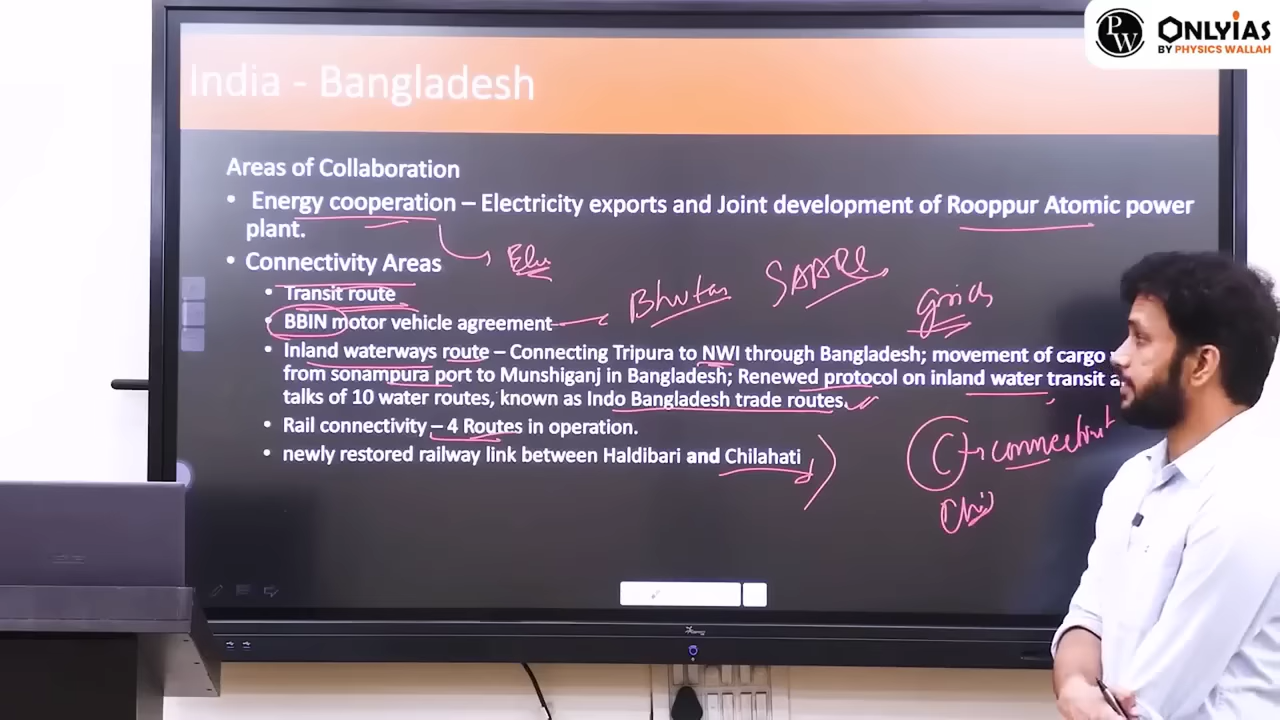 PW
ONLYIAS
BY PHYSICS WALLAH
India - Bangladesh
Areas of Collaboration
• Energy cooperation – Electricity exports and Joint development of Rooppur Atomic power
plant.
Ele
• Connectivity Areas
• Transit route
Bhutan
SAARC
grids
• BBIN motor vehicle agreement
• Inland waterways route – Connecting Tripura to NWI through Bangladesh; movement of cargo
from sonampura port to Munshiganj in Bangladesh; Renewed protocol on inland water transit
talks of 10 water routes, known as Indo Bangladesh trade routes.
• Rail connectivity – 4 Routes in operation.
C
• newly restored railway link between Haldibari and Chilahati